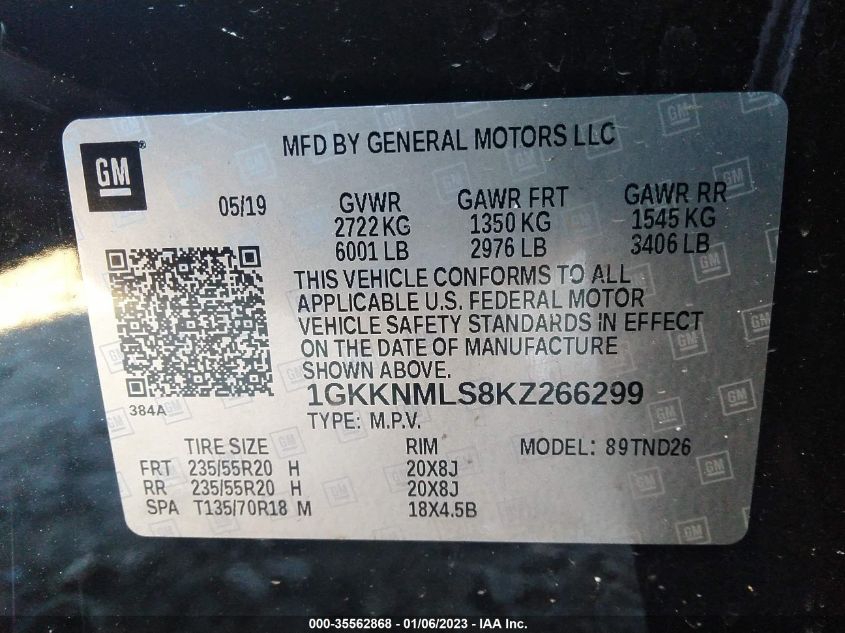 MFD BY GENERAL MOTORS LLC
GM
05/19 GVWR GAWR FRT GAWR RR
2722 KG 1350 KG 1545 KG
6001 LB 2976 LB 3406 LB
THIS VEHICLE CONFORMS TO ALL
APPLICABLE U.S. FEDERAL MOTOR
VEHICLE SAFETY STANDARDS IN EFFECT
ON THE DATE OF MANUFACTURE
SHOWN ABOVE.
384A
1GKKNMLS8KZ266299
TYPE: M.P.V.
TIRE SIZE RIM MODEL: 89TND26
FRT 235/55R20 H 20X8J
RR 235/55R20 H 20X8J
SPA T135/70R18 M 18X4.5B
000-35562868 - 01/06/2023 - IAA Inc.